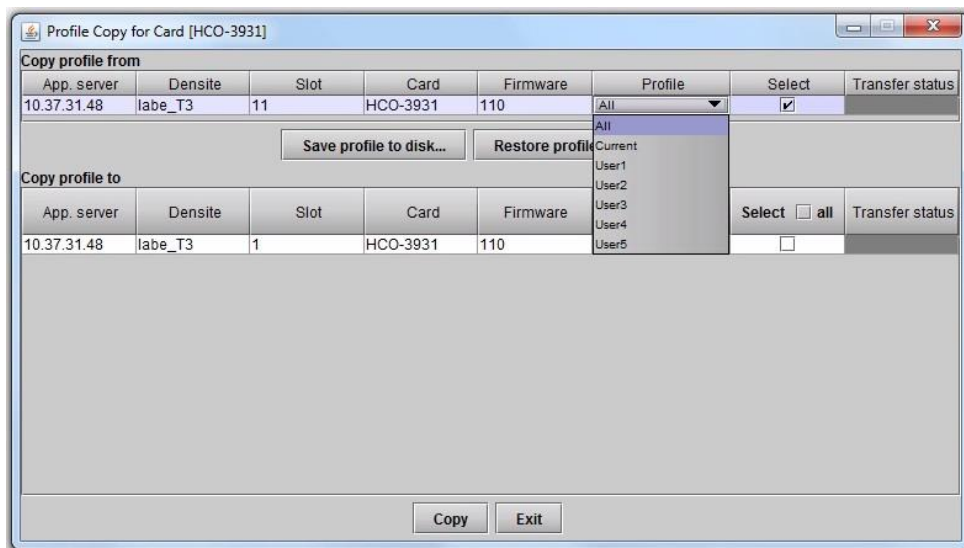 Profile Copy for Card [HCO-3931]
Copy profile from
App. server Densite Slot Card Firmware Profile Select Transfer status
10.37.31.48 labe_T3 11 HCO-3931 110 All
All
Current
User1
User2
User3
User4
User5
Save profile to disk... Restore profile
Copy profile to
App. server Densite Slot Card Firmware Select all Transfer status
10.37.31.48 labe_T3 1 HCO-3931 110
Copy Exit